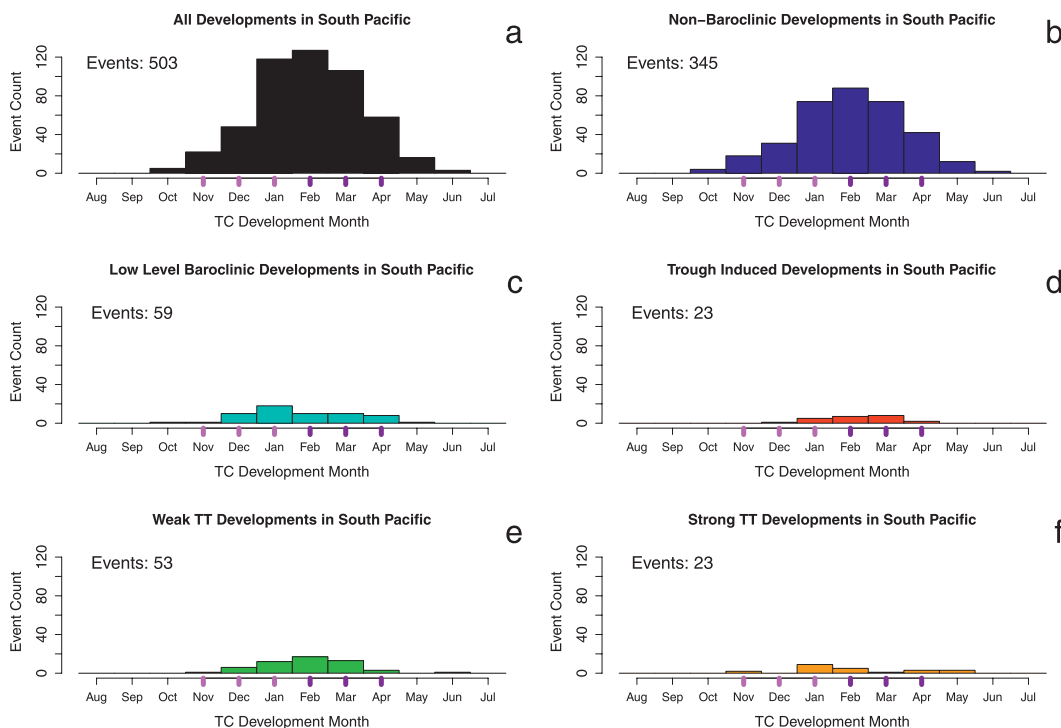 All Developments in South Pacific
a
Events: 503
Event Count
0 40 80 120
Aug Sep Oct Nov Dec Jan Feb Mar Apr May Jun Jul
TC Development Month
Non−Baroclinic Developments in South Pacific
b
Events: 345
Event Count
0 40 80 120
Aug Sep Oct Nov Dec Jan Feb Mar Apr May Jun Jul
TC Development Month
Low Level Baroclinic Developments in South Pacific
c
Events: 59
Event Count
0 40 80 120
Aug Sep Oct Nov Dec Jan Feb Mar Apr May Jun Jul
TC Development Month
Trough Induced Developments in South Pacific
d
Events: 23
Event Count
0 40 80 120
Aug Sep Oct Nov Dec Jan Feb Mar Apr May Jun Jul
TC Development Month
Weak TT Developments in South Pacific
e
Events: 53
Event Count
0 40 80 120
Aug Sep Oct Nov Dec Jan Feb Mar Apr May Jun Jul
TC Development Month
Strong TT Developments in South Pacific
f
Events: 23
Event Count
0 40 80 120
Aug Sep Oct Nov Dec Jan Feb Mar Apr May Jun Jul
TC Development Month